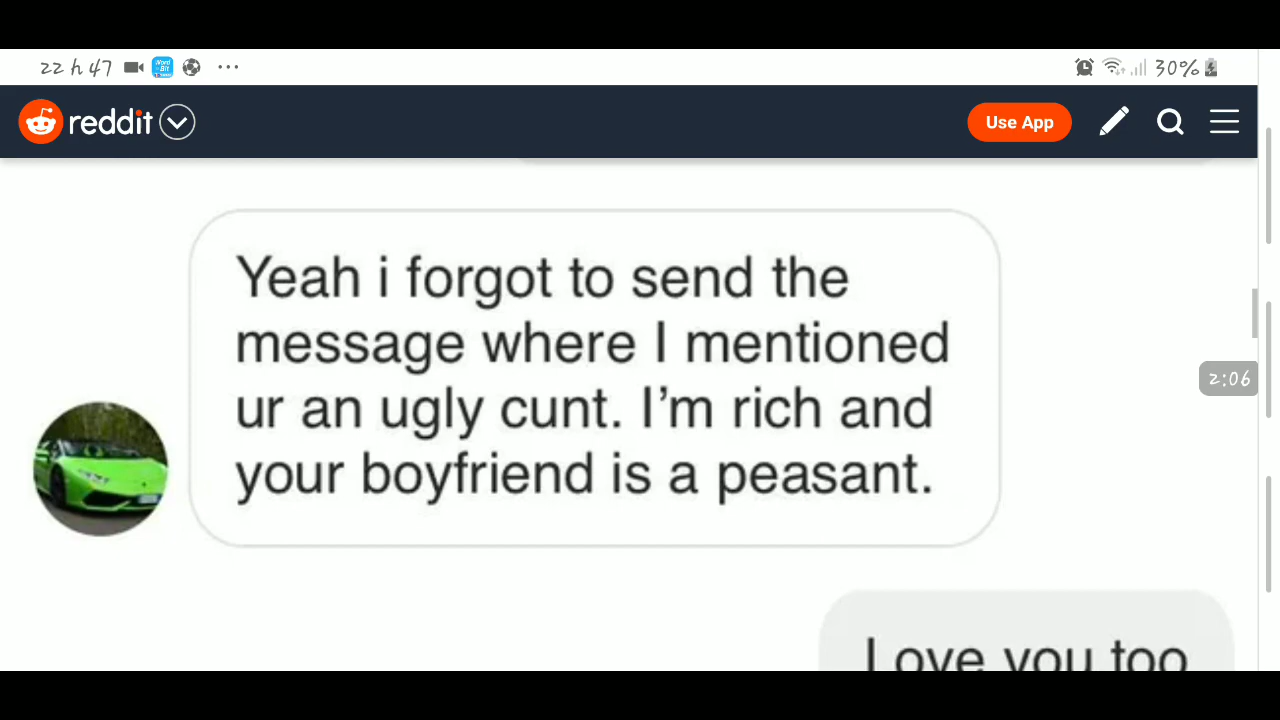 22 h 47 ... 30%
reddit Use App
Yeah i forgot to send the
message where I mentioned
ur an ugly cunt. I'm rich and
your boyfriend is a peasant.
2:06
Love you too